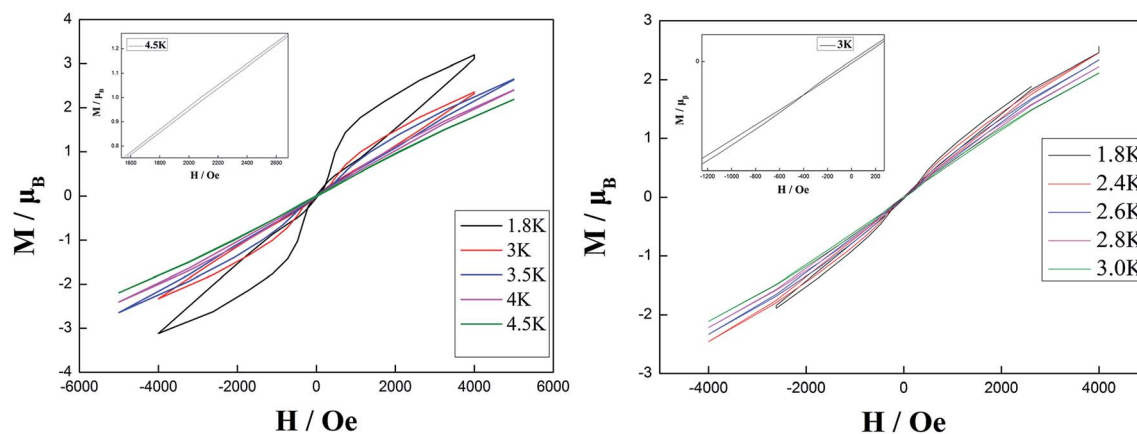 4
3
2
1
0
-1
-2
-3
-4
M / μB
-6000 -4000 -2000 0 2000 4000 6000
H / Oe
4.5K
1.2
1.1
1.0
0.9
0.8
M / μB
1600 1800 2000 2200 2400 2600
H / Oe
1.8K
3K
3.5K
4K
4.5K
3
2
1
0
-1
-2
-3
M / μB
-4000 -2000 0 2000 4000
H / Oe
3K
0
M / μβ
-1200 -1000 -800 -600 -400 -200 0 200
H / Oe
1.8K
2.4K
2.6K
2.8K
3.0K